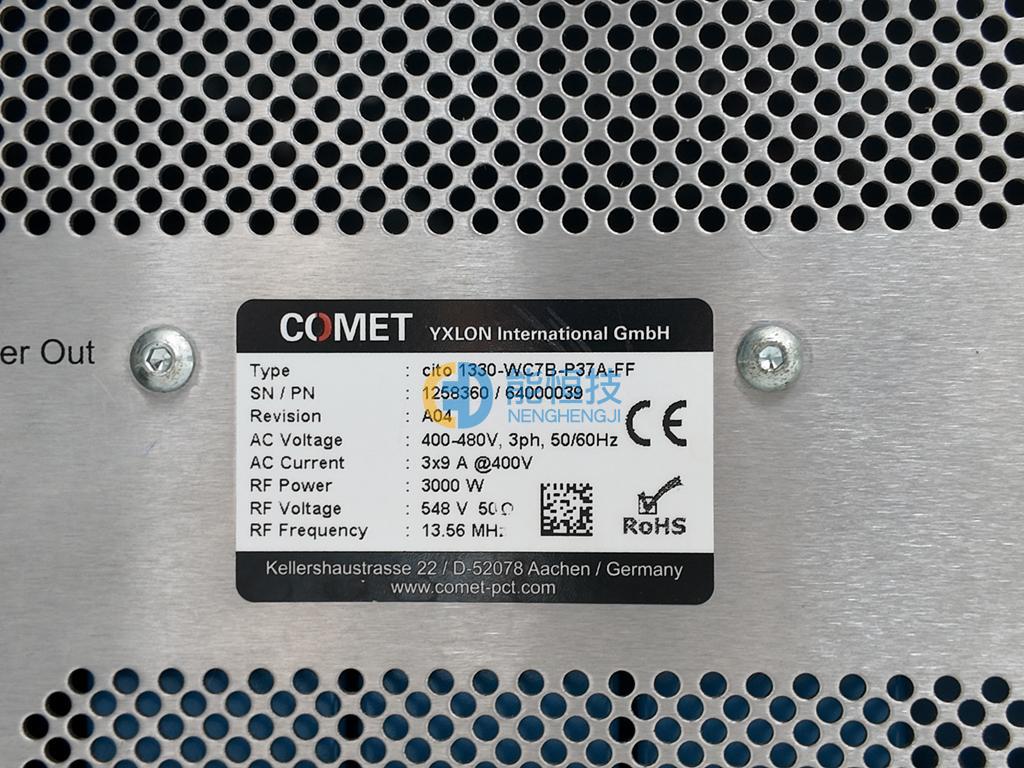 er Out
COMET YXLON International GmbH
Type : cito 1330-WC7B-P37A-FF
SN / PN : 1258360 / 64000039
Revision : A04
AC Voltage : 400-480V, 3ph, 50/60Hz
AC Current : 3x9 A @400V
RF Power : 3000 W
RF Voltage : 548 V 50Ω
RF Frequency : 13.56 MHz
能恒技
NENGHENGJI
CE
RoHS
Kellershaustrasse 22 / D-52078 Aachen / Germany
www.comet-pct.com